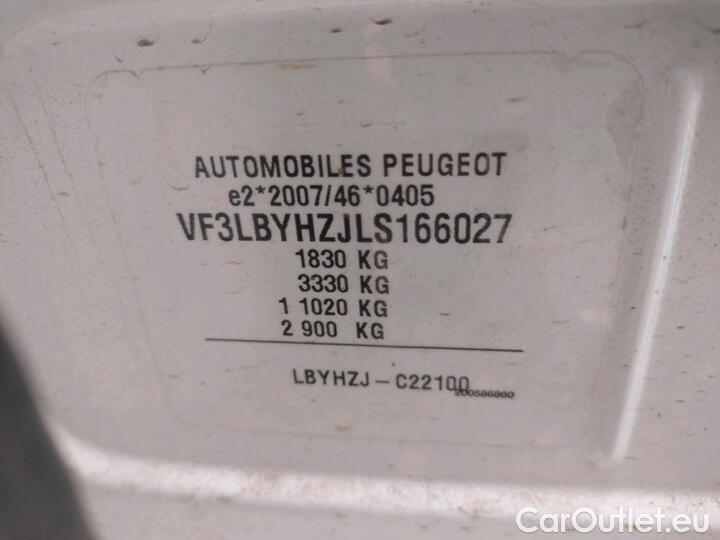 AUTOMOBILES PEUGEOT
e2*2007/46*0405
VF3LBYHZJLS166027
1830 KG
3330 KG
1 1020 KG
2 900 KG
LBYHZJ - C22100
200586860
CarOutlet.eu